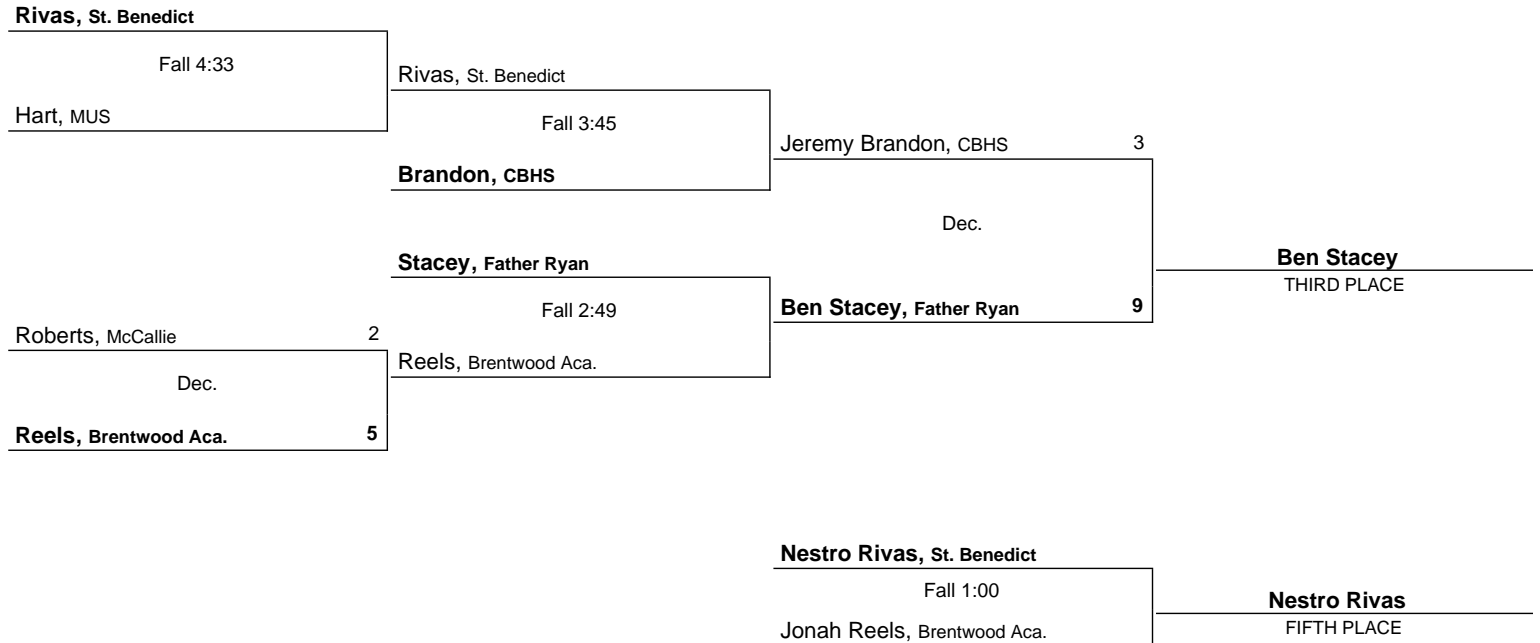 Rivas, St. Benedict
Fall 4:33
Hart, MUS
Rivas, St. Benedict
Fall 3:45
Brandon, CBHS
Jeremy Brandon, CBHS 3
Dec.
Ben Stacey, Father Ryan 9
Ben Stacey
THIRD PLACE
Stacey, Father Ryan
Fall 2:49
Reels, Brentwood Aca.
Roberts, McCallie 2
Dec.
Reels, Brentwood Aca. 5
Nestro Rivas, St. Benedict
Fall 1:00
Jonah Reels, Brentwood Aca.
Nestro Rivas
FIFTH PLACE